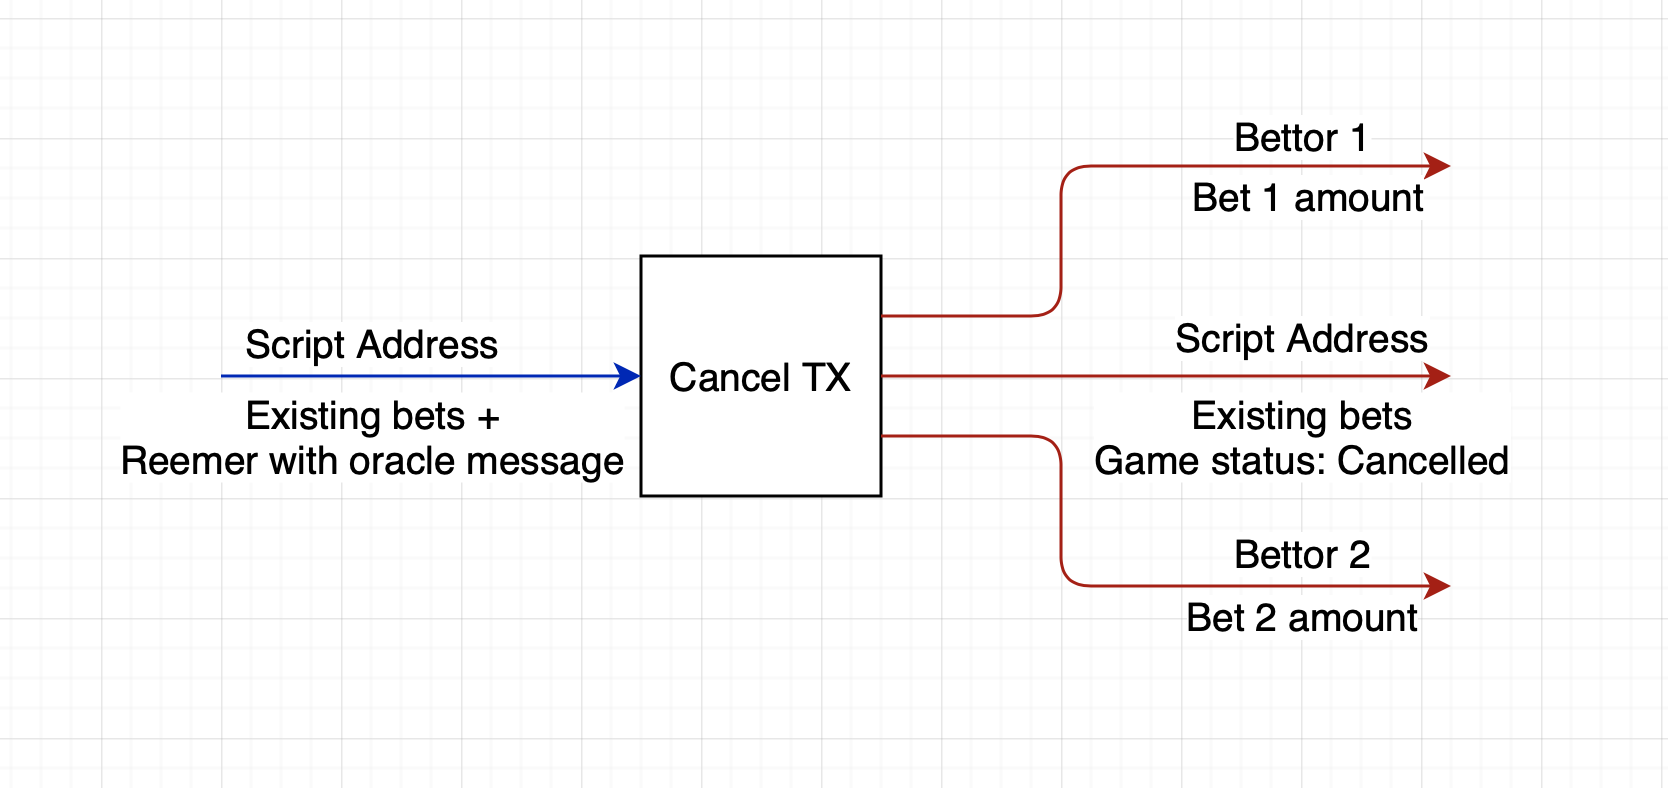 Script Address
Existing bets +
Reemer with oracle message
Cancel TX
Bettor 1
Bet 1 amount
Script Address
Existing bets
Game status: Cancelled
Bettor 2
Bet 2 amount